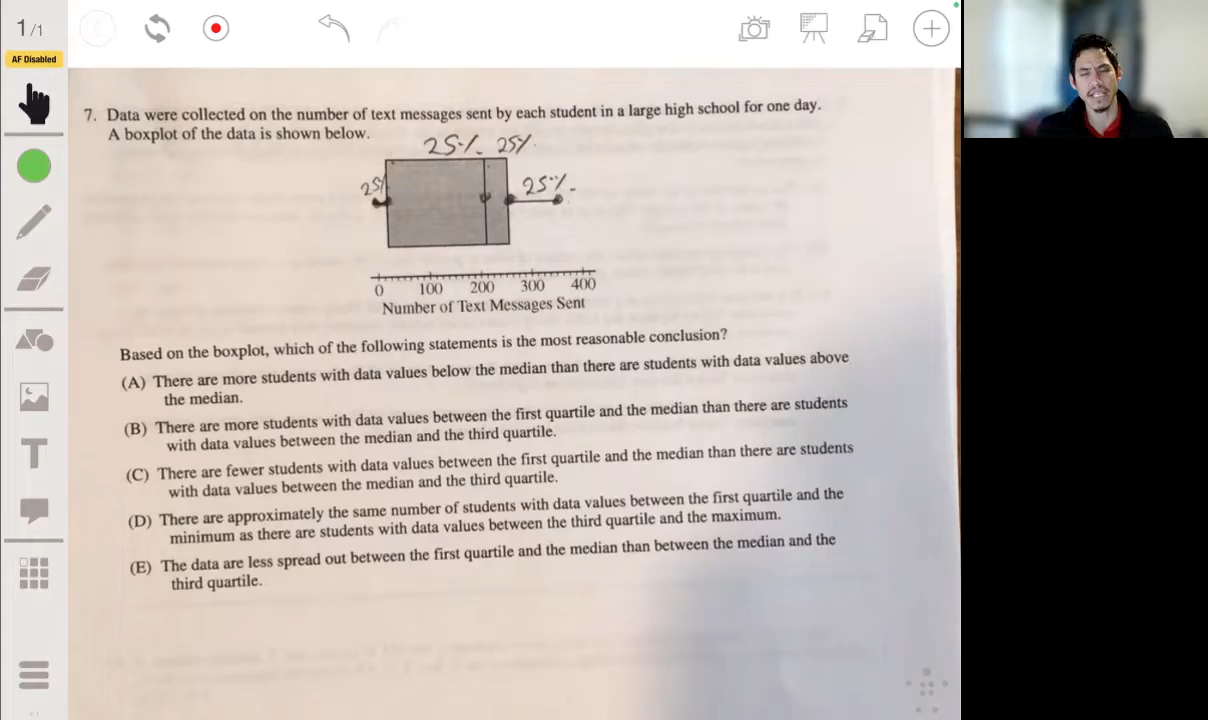 1/1
AF Disabled
7. Data were collected on the number of text messages sent by each student in a large high school for one day.
A boxplot of the data is shown below.
25% 25%
25%
25%
0 100 200 300 400
Number of Text Messages Sent
Based on the boxplot, which of the following statements is the most reasonable conclusion?
(A) There are more students with data values below the median than there are students with data values above
the median.
(B) There are more students with data values between the first quartile and the median than there are students
with data values between the median and the third quartile.
(C) There are fewer students with data values between the first quartile and the median than there are students
with data values between the median and the third quartile.
(D) There are approximately the same number of students with data values between the first quartile and the
minimum as there are students with data values between the third quartile and the maximum.
(E) The data are less spread out between the first quartile and the median than between the median and the
third quartile.
T